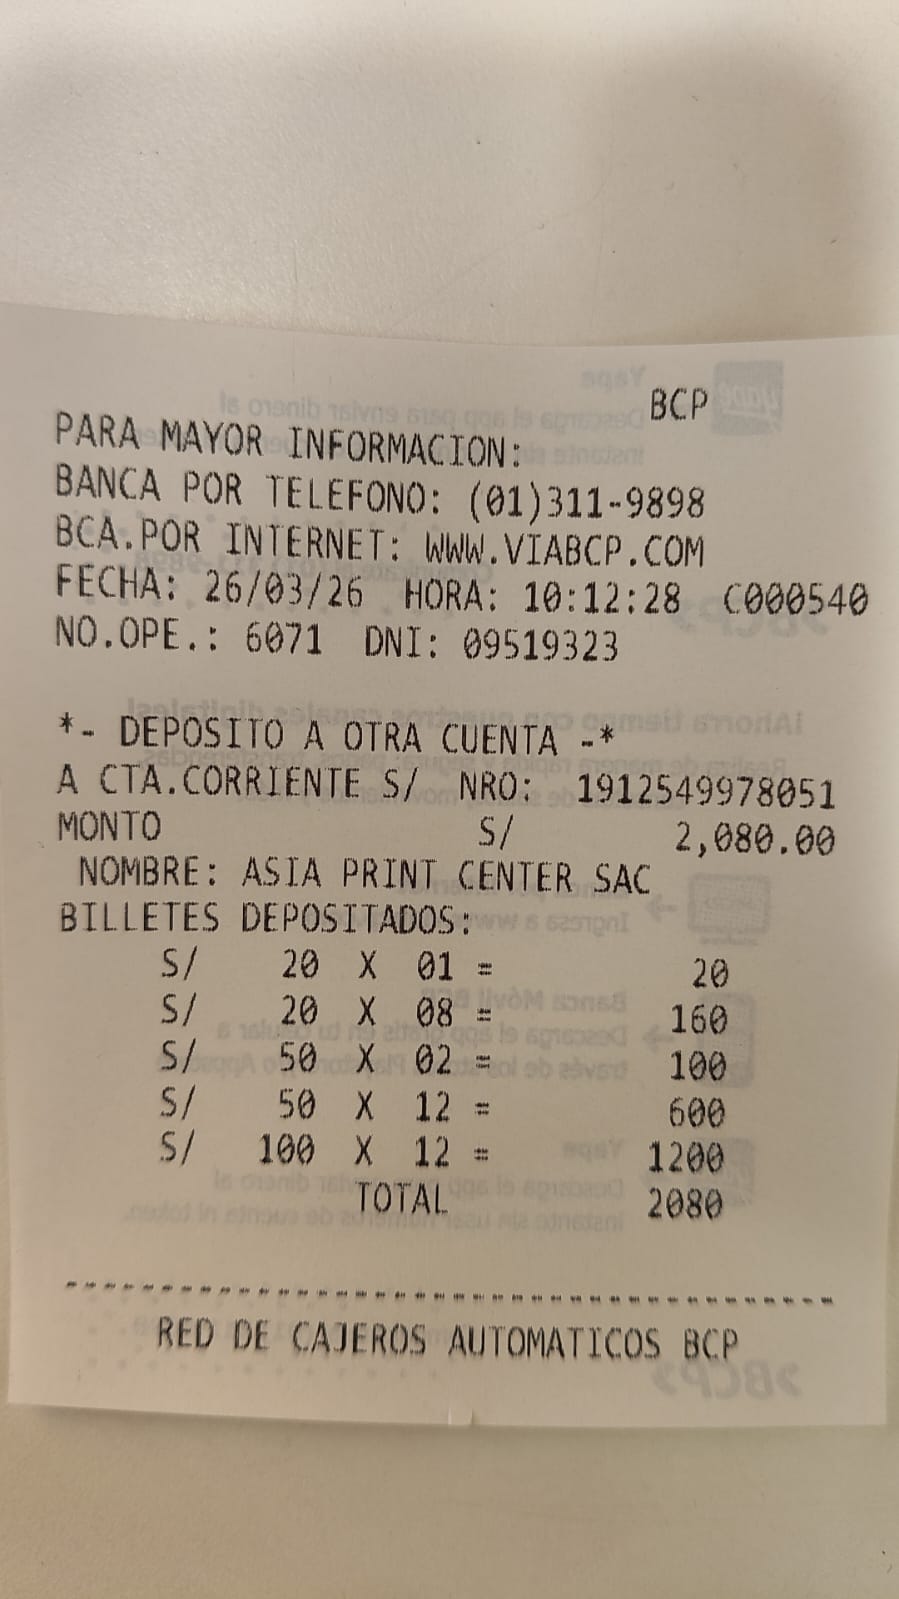 BCP
PARA MAYOR INFORMACION:
BANCA POR TELEFONO: (01)311-9898
BCA.POR INTERNET: WWW.VIABCP.COM
FECHA: 26/03/26 HORA: 10:12:28 C000540
NO.OPE.: 6071 DNI: 09519323
*- DEPOSITO A OTRA CUENTA -*
A CTA.CORRIENTE S/ NRO: 1912549978051
MONTO S/ 2,080.00
NOMBRE: ASIA PRINT CENTER SAC
BILLETES DEPOSITADOS:
S/ 20 X 01 = 20
S/ 20 X 08 = 160
S/ 50 X 02 = 100
S/ 50 X 12 = 600
S/ 100 X 12 = 1200
TOTAL 2080
RED DE CAJEROS AUTOMATICOS BCP